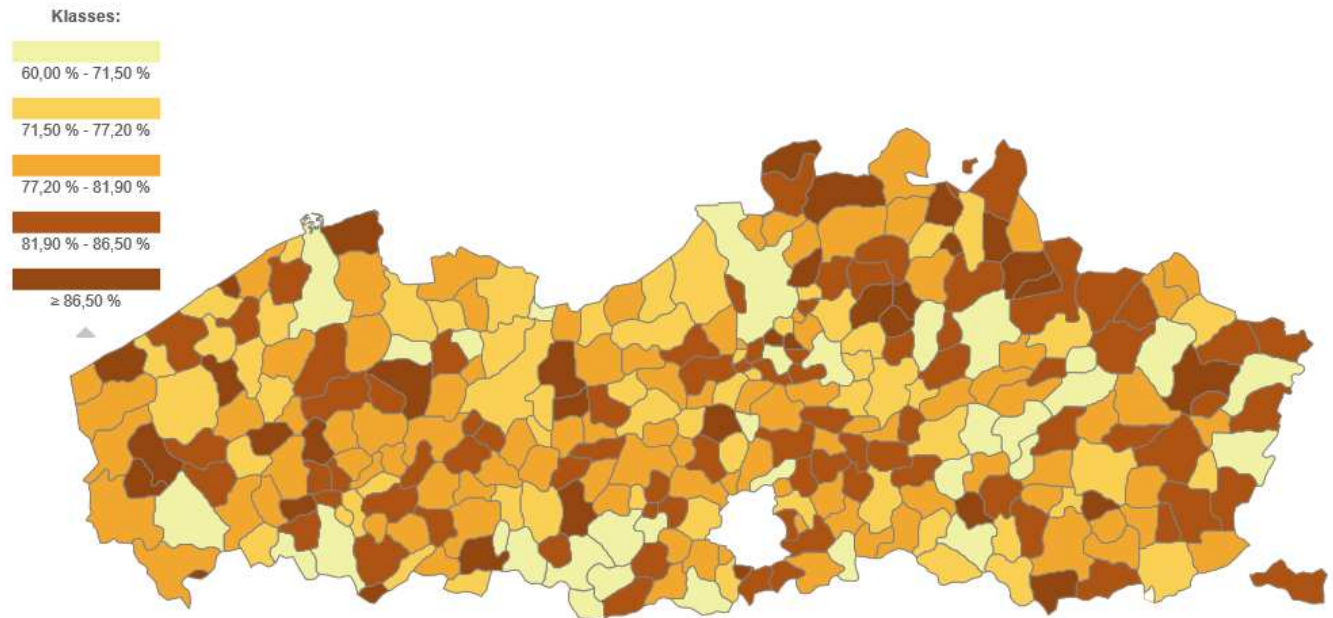 Klasses:
60,00 % - 71,50 %
71,50 % - 77,20 %
77,20 % - 81,90 %
81,90 % - 86,50 %
≥ 86,50 %